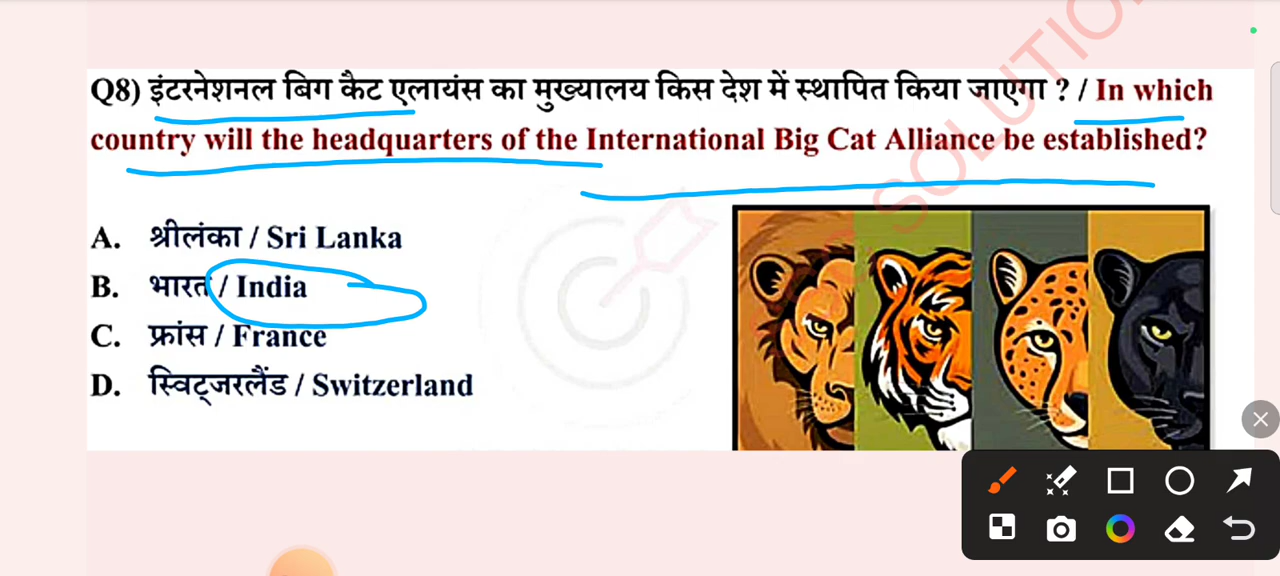 Q8) इंटरनेशनल बिग कैट एलायंस का मुख्यालय किस देश में स्थापित किया जाएगा ? / In which
country will the headquarters of the International Big Cat Alliance be established?
A. श्रीलंका / Sri Lanka
B. भारत / India
C. फ्रांस / France
D. स्विट्जरलैंड / Switzerland